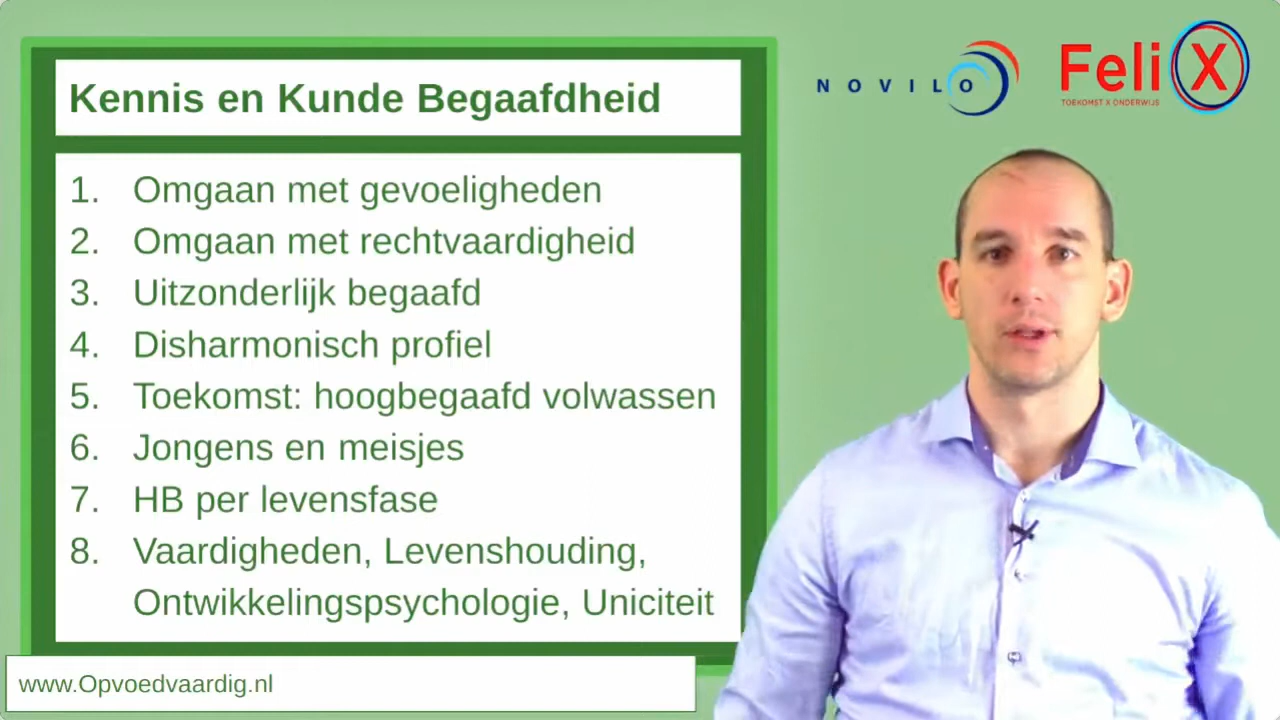 Kennis en Kunde Begaafdheid
1. Omgaan met gevoeligheden
2. Omgaan met rechtvaardigheid
3. Uitzonderlijk begaafd
4. Disharmonisch profiel
5. Toekomst: hoogbegaafd volwassen
6. Jongens en meisjes
7. HB per levensfase
8. Vaardigheden, Levenshouding,
Ontwikkelingspsychologie, Uniciteit
www.Opvoedvaardig.nl
NOVILO
FeliX
TOEKOMST X ONDERWIJS